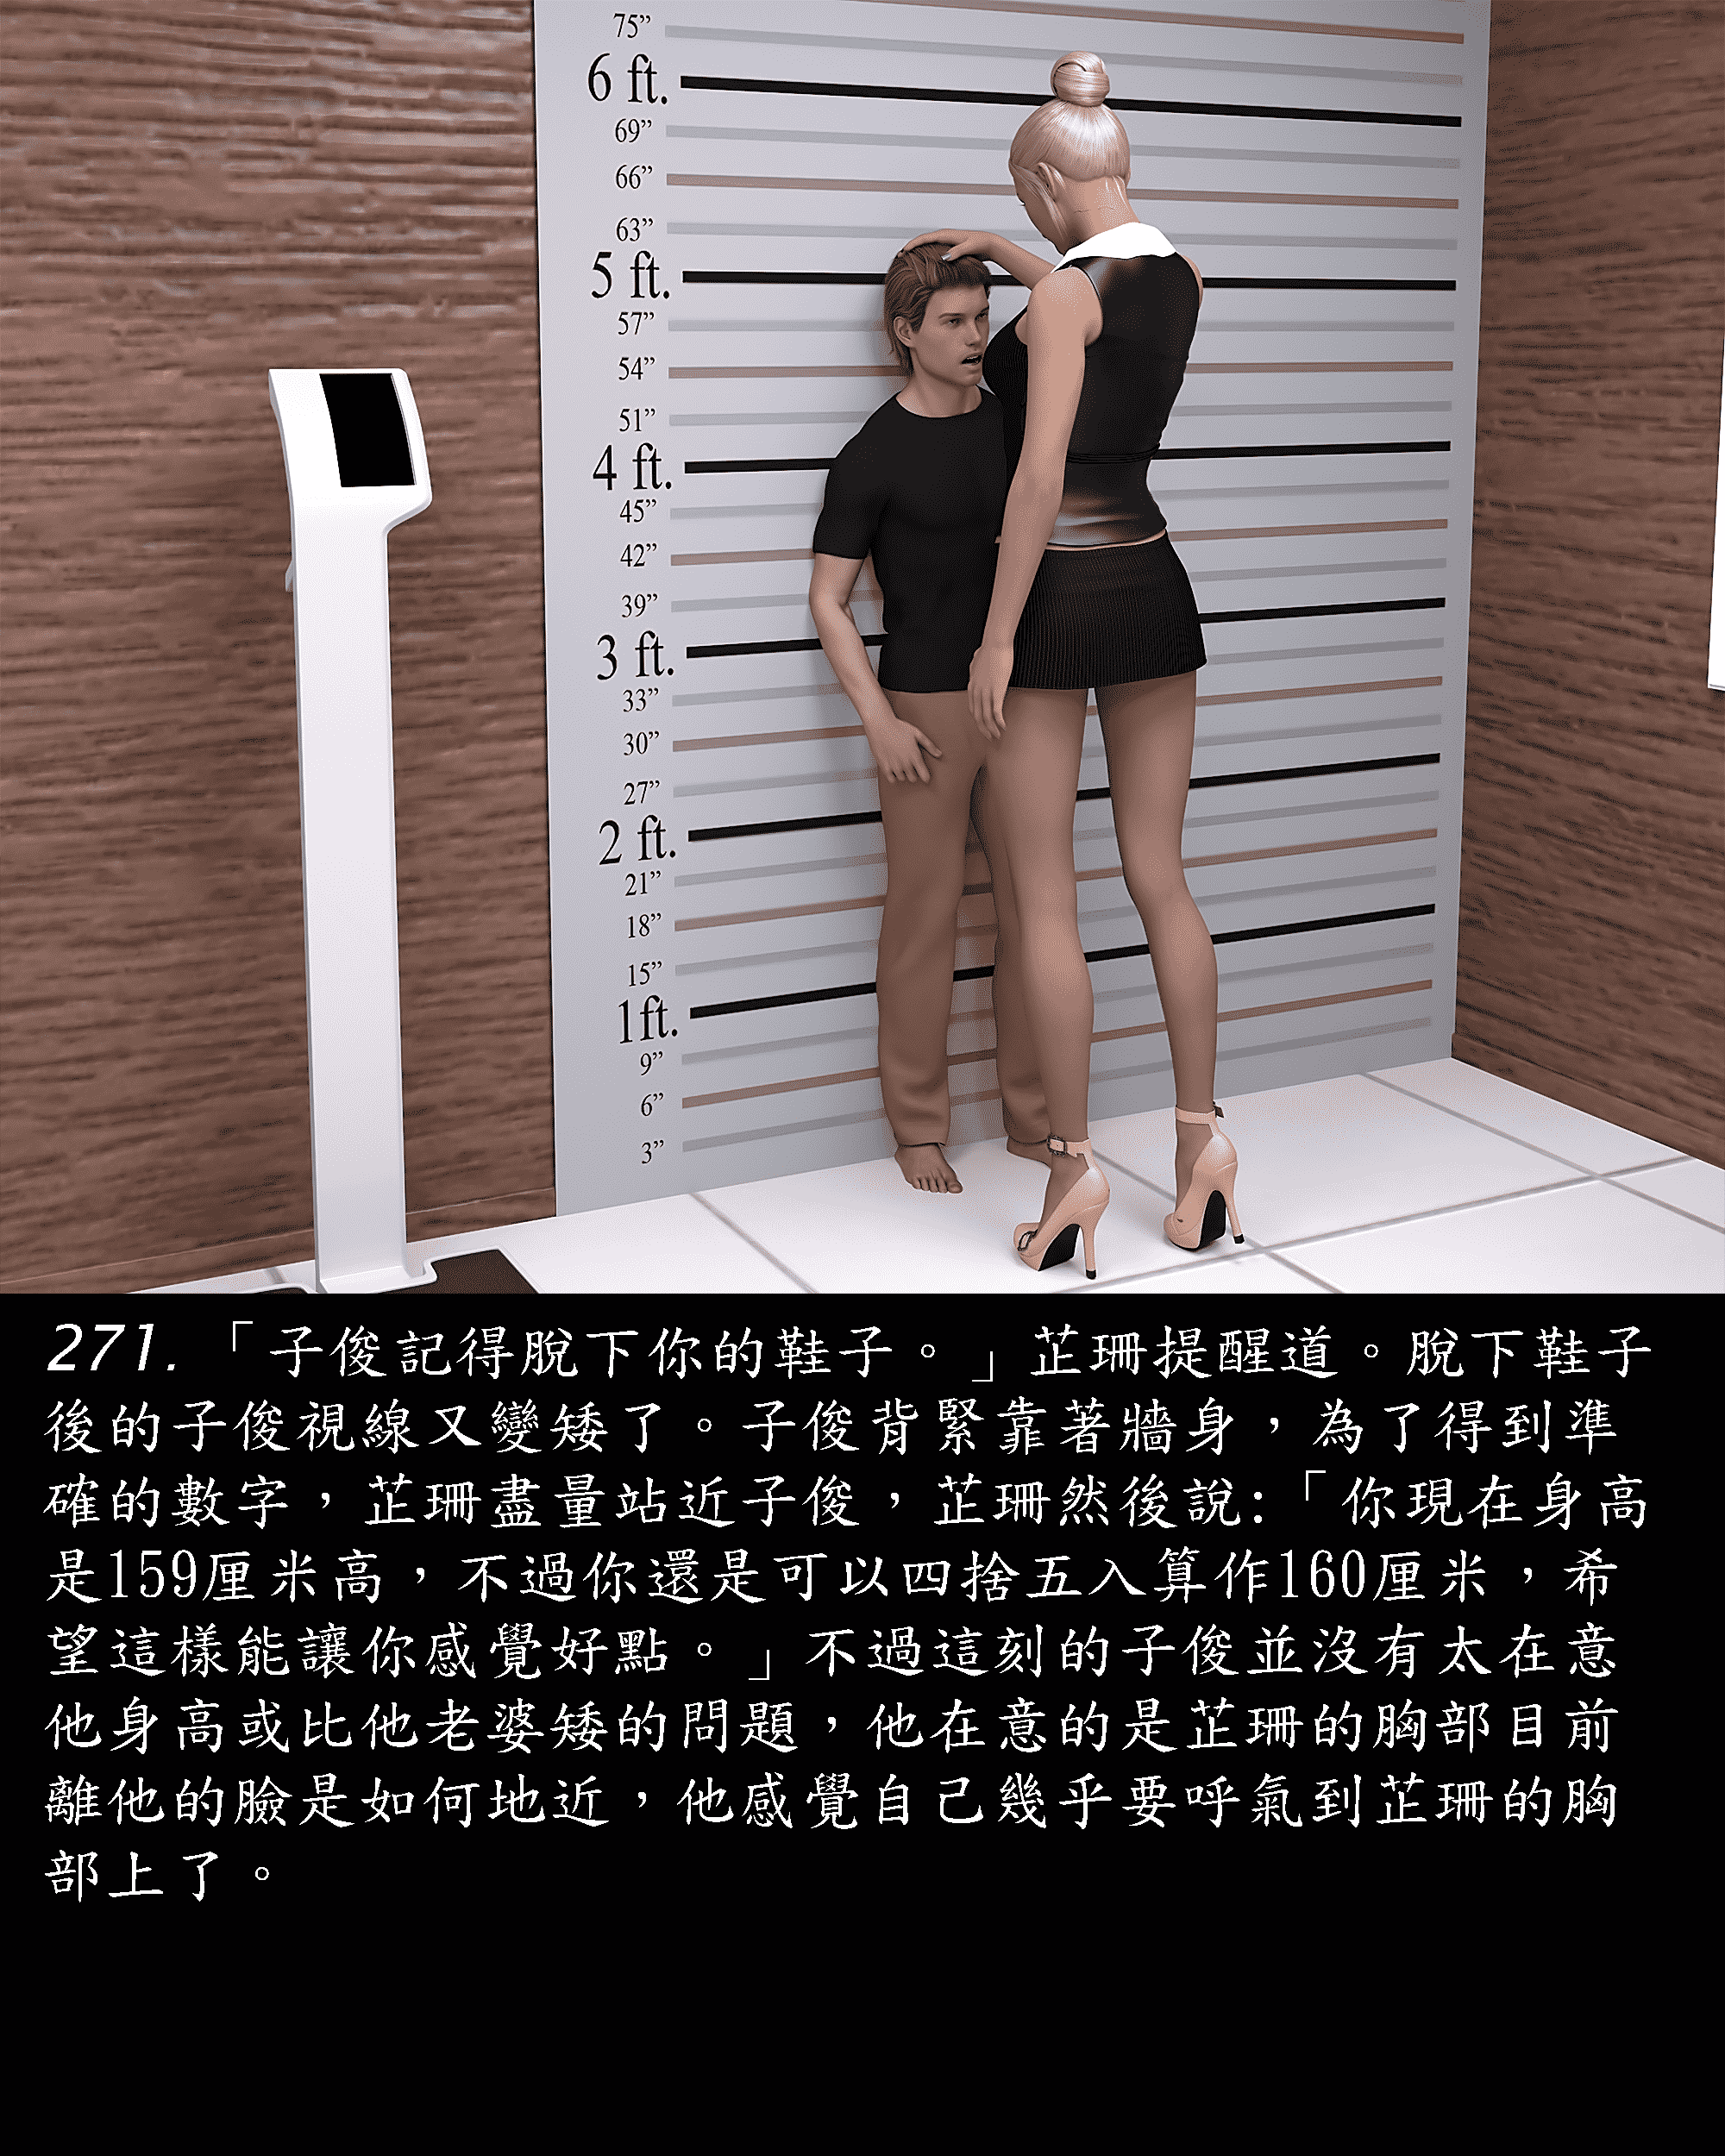 75”
6 ft.
69”
66”
63”
5 ft.
57”
54”
51”
4 ft.
45”
42”
39”
3 ft.
33”
30”
27”
2 ft.
21”
18”
15”
1ft.
9”
6”
3”
271.「子俊記得脫下你的鞋子。」芷珊提醒道。脫下鞋子
後的子俊視線又變矮了。子俊背緊靠著牆身，為了得到準
確的數字，芷珊盡量站近子俊，芷珊然後說:「你現在身高
是159厘米高，不過你還是可以四捨五入算作160厘米，希
望這樣能讓你感覺好點。」不過這刻的子俊並沒有太在意
他身高或比他老婆矮的問題，他在意的是芷珊的胸部目前
離他的臉是如何地近，他感覺自己幾乎要呼氣到芷珊的胸
部上了。